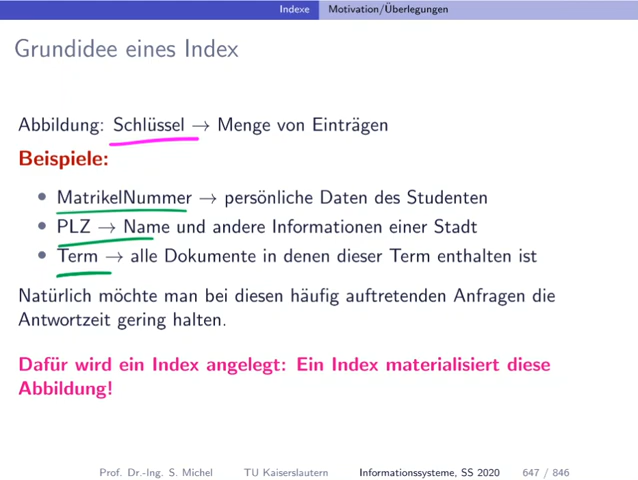 Indexe Motivation/Überlegungen
Grundidee eines Index
Abbildung: Schlüssel → Menge von Einträgen
Beispiele:
• MatrikelNummer → persönliche Daten des Studenten
• PLZ → Name und andere Informationen einer Stadt
• Term → alle Dokumente in denen dieser Term enthalten ist
Natürlich möchte man bei diesen häufig auftretenden Anfragen die
Antwortzeit gering halten.
Dafür wird ein Index angelegt: Ein Index materialisiert diese
Abbildung!
Prof. Dr.-Ing. S. Michel TU Kaiserslautern Informationssysteme, SS 2020 647 / 846